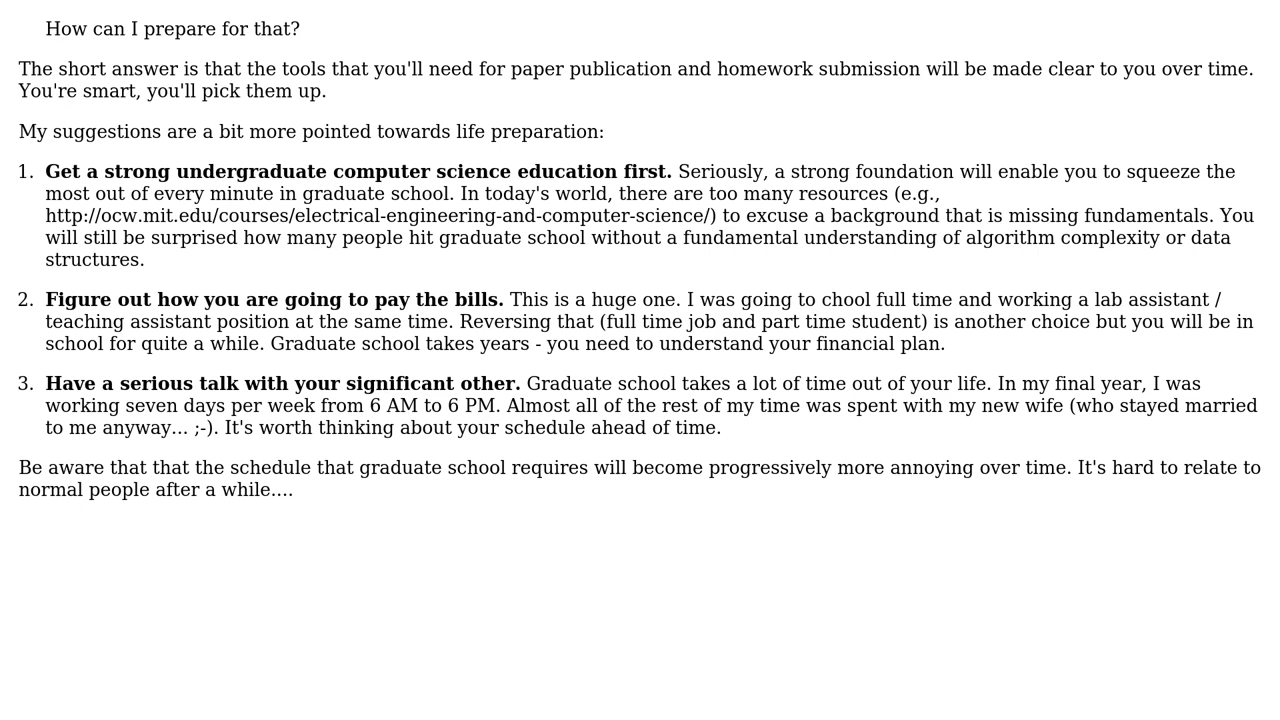 How can I prepare for that?
The short answer is that the tools that you'll need for paper publication and homework submission will be made clear to you over time.
You're smart, you'll pick them up.
My suggestions are a bit more pointed towards life preparation:
1. Get a strong undergraduate computer science education first. Seriously, a strong foundation will enable you to squeeze the
most out of every minute in graduate school. In today's world, there are too many resources (e.g.,
http://ocw.mit.edu/courses/electrical-engineering-and-computer-science/) to excuse a background that is missing fundamentals. You
will still be surprised how many people hit graduate school without a fundamental understanding of algorithm complexity or data
structures.
2. Figure out how you are going to pay the bills. This is a huge one. I was going to chool full time and working a lab assistant /
teaching assistant position at the same time. Reversing that (full time job and part time student) is another choice but you will be in
school for quite a while. Graduate school takes years - you need to understand your financial plan.
3. Have a serious talk with your significant other. Graduate school takes a lot of time out of your life. In my final year, I was
working seven days per week from 6 AM to 6 PM. Almost all of the rest of my time was spent with my new wife (who stayed married
to me anyway... ;-). It's worth thinking about your schedule ahead of time.
Be aware that that the schedule that graduate school requires will become progressively more annoying over time. It's hard to relate to
normal people after a while....